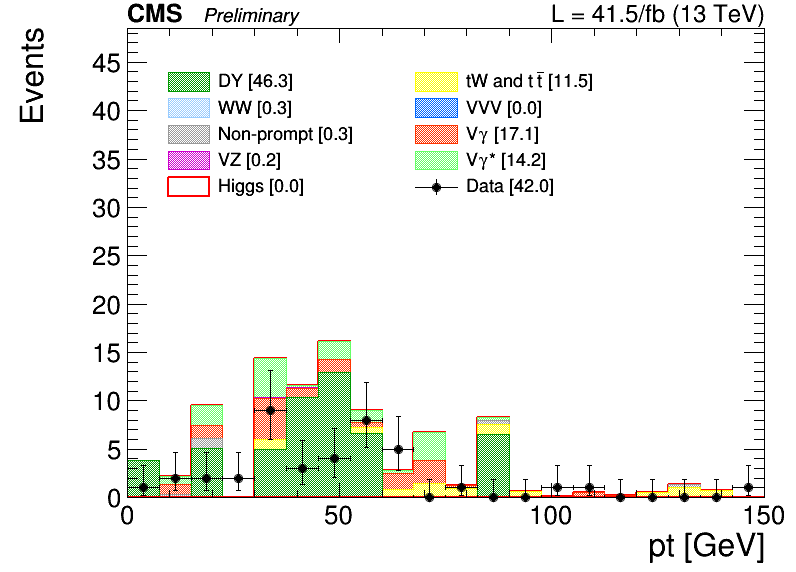 CMS Preliminary L = 41.5/fb (13 TeV)
Events
DY [46.3]
WW [0.3]
Non-prompt [0.3]
VZ [0.2]
Higgs [0.0]
tW and tt̅ [11.5]
VVV [0.0]
Vγ [17.1]
Vγ* [14.2]
Data [42.0]
45
40
35
30
25
20
15
10
5
0
0 50 100 150
pt [GeV]